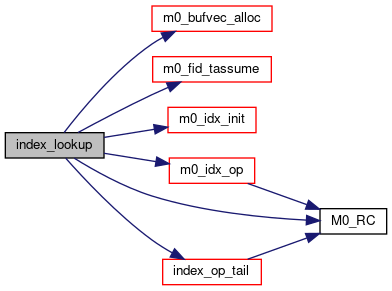 m0_bufvec_alloc
m0_fid_tassume
m0_idx_init
index_lookup
m0_idx_op
M0_RC
index_op_tail